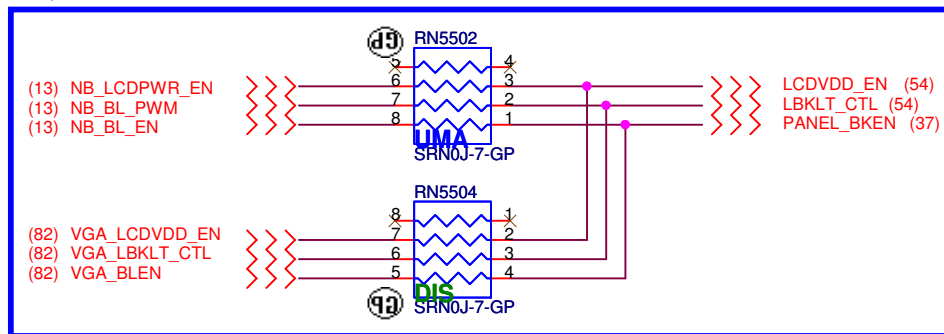 GP RN5502
5 4
(13) NB_LCDPWR_EN 6 3 LCDVDD_EN (54)
(13) NB_BL_PWM 7 2 LBKLT_CTL (54)
(13) NB_BL_EN 8 1 PANEL_BKEN (37)
UMA
SRN0J-7-GP
RN5504
8 1
(82) VGA_LCDVDD_EN 7 2
(82) VGA_LBKLT_CTL 6 3
(82) VGA_BLEN 5 4
GP DIS
SRN0J-7-GP